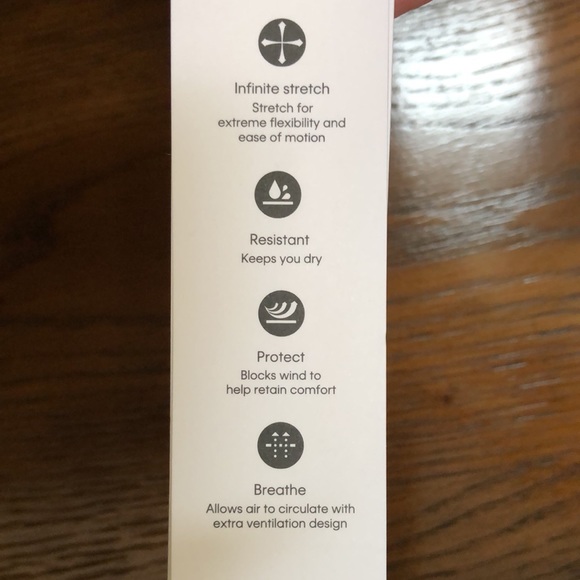 Infinite stretch
Stretch for
extreme flexibility and
ease of motion
Resistant
Keeps you dry
Protect
Blocks wind to
help retain comfort
Breathe
Allows air to circulate with
extra ventilation design